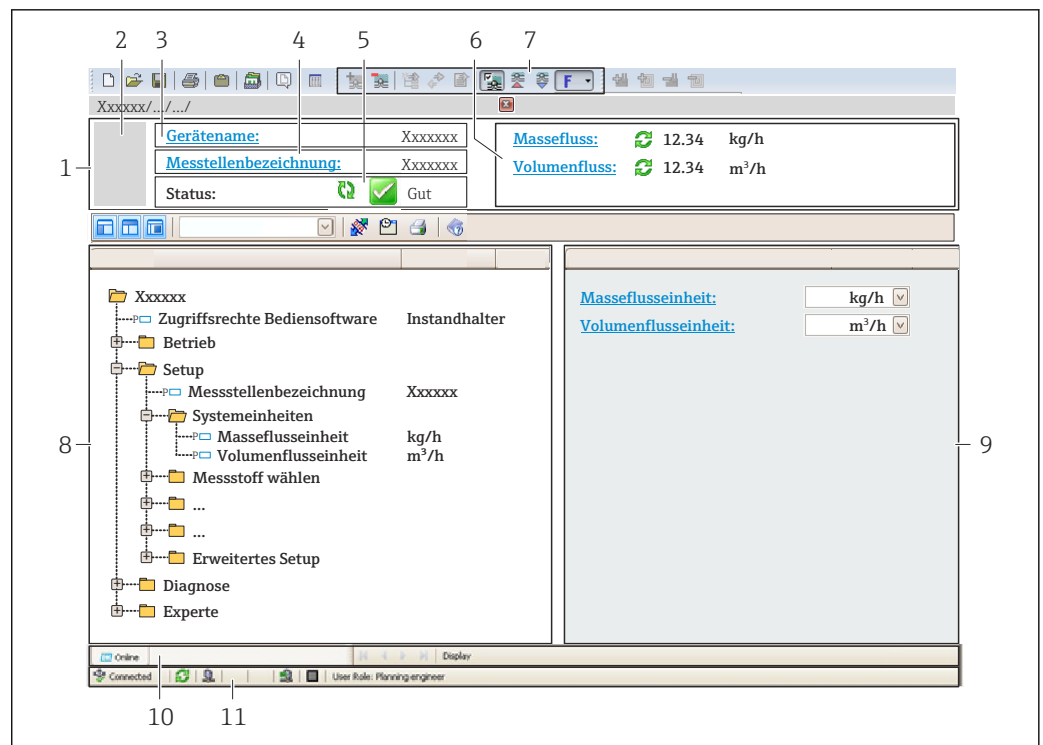 2 3 4 5 6 7
F
Xxxxxx/.../.../
1
Gerätename: Xxxxxxx
Messtellenbezeichnung: Xxxxxxx
Status: Gut
Massefluss: 12.34 kg/h
Volumenfluss: 12.34 m³/h
Xxxxxx
P Zugriffsrechte Bediensoftware Instandhalter
Betrieb
Setup
P Messstellenbezeichnung Xxxxxx
Systemeinheiten
P Masseflusseinheit kg/h
P Volumenflusseinheit m³/h
Messstoff wählen
...
...
Erweitertes Setup
Diagnose
Experte
Masseflusseinheit: kg/h
Volumenflusseinheit: m³/h
8
9
Online Display
Connected User Role: Planning engineer
10 11